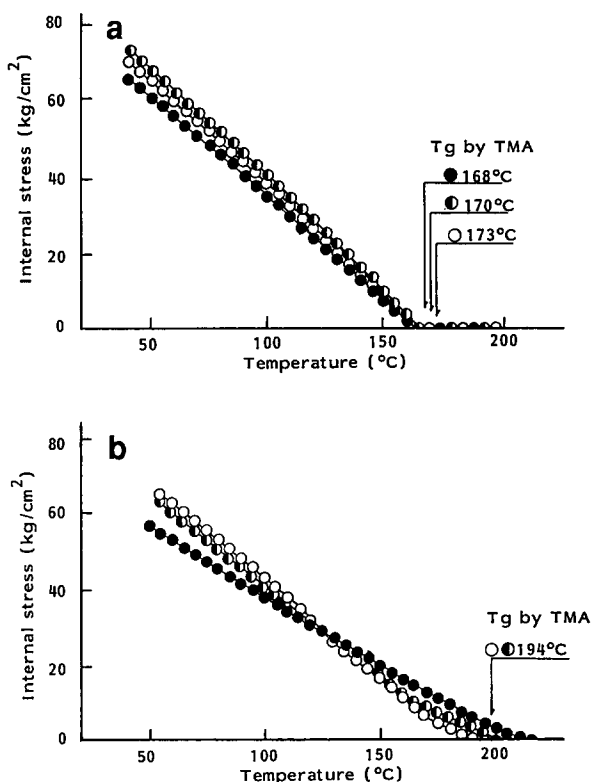 a
80
60
40
20
0
Internal stress (kg/cm²)
Tg by TMA
168°C
170°C
173°C
50 100 150 200
Temperature (°C)
b
80
60
40
20
0
Internal stress (kg/cm²)
Tg by TMA
194°C
50 100 150 200
Temperature (°C)